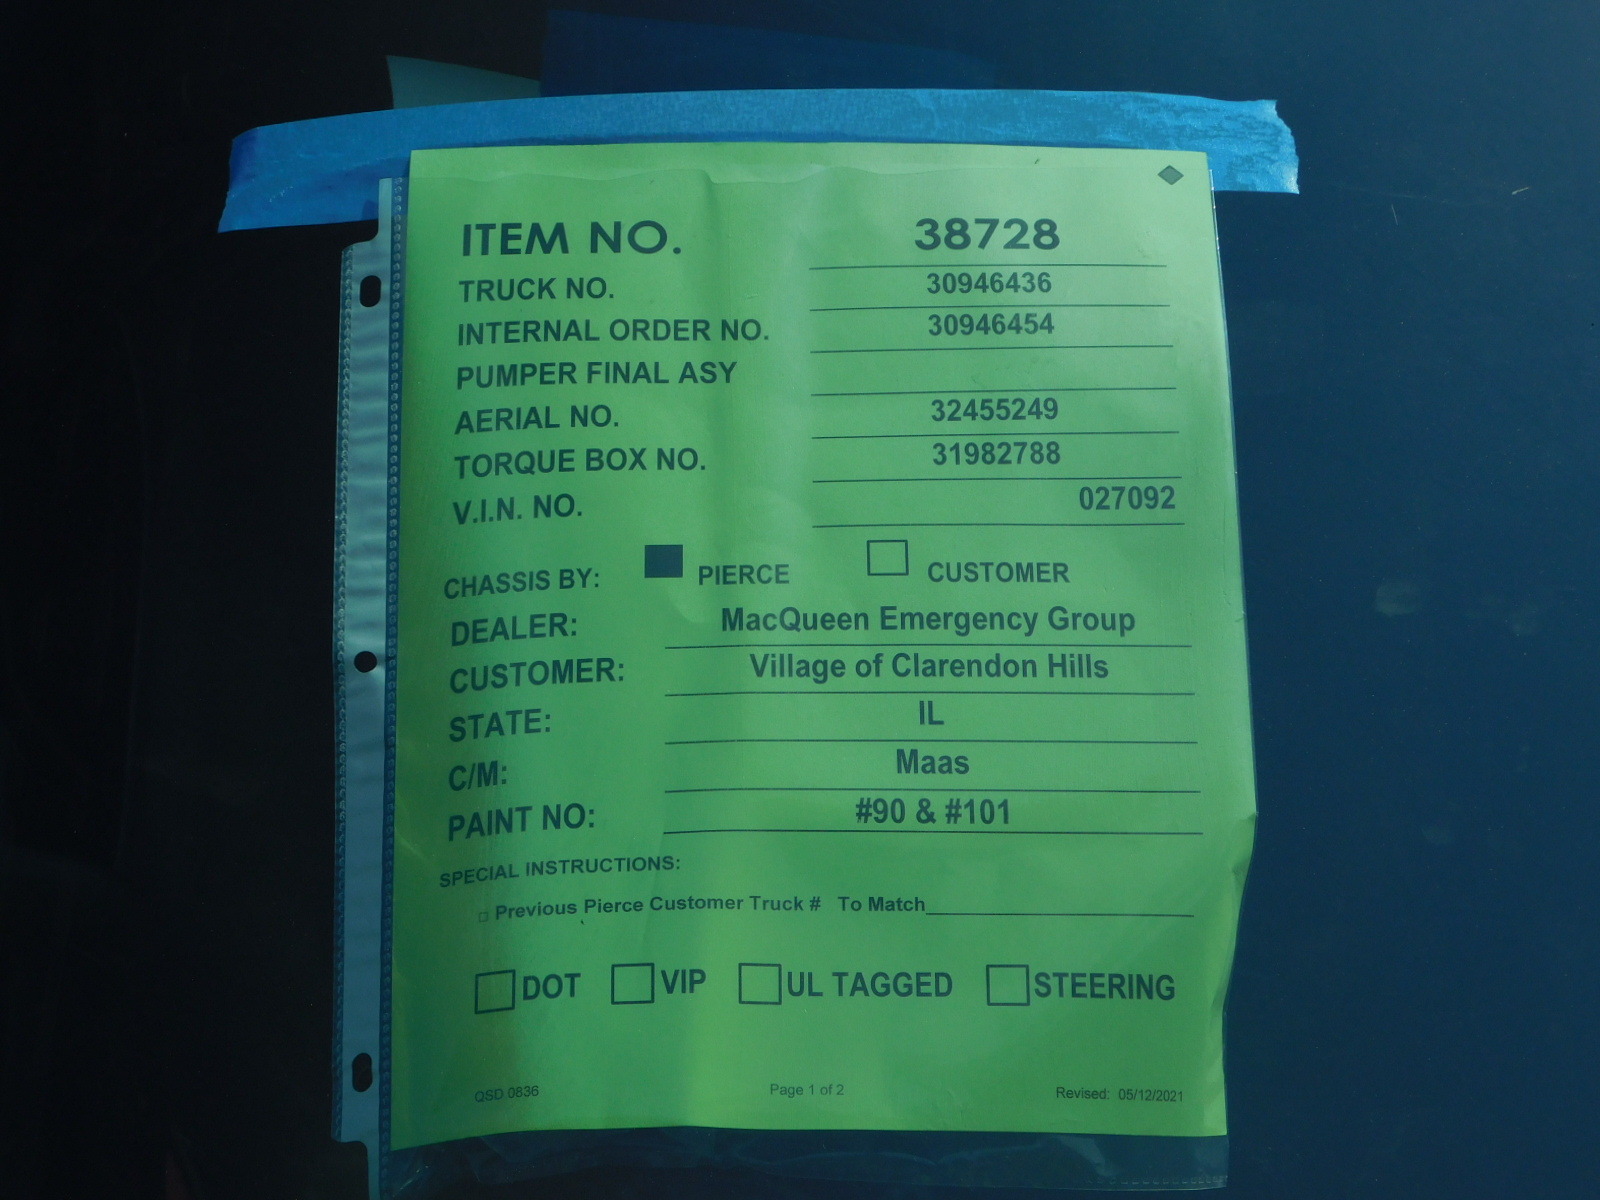 ITEM NO. 38728
TRUCK NO. 30946436
INTERNAL ORDER NO. 30946454
PUMPER FINAL ASY
AERIAL NO. 32455249
TORQUE BOX NO. 31982788
V.I.N. NO. 027092
CHASSIS BY: PIERCE CUSTOMER
DEALER: MacQueen Emergency Group
CUSTOMER: Village of Clarendon Hills
STATE: IL
C/M: Maas
PAINT NO: #90 & #101
SPECIAL INSTRUCTIONS:
Previous Pierce Customer Truck # To Match
DOT VIP UL TAGGED STEERING
QSD 0836 Page 1 of 2 Revised: 05/12/2021